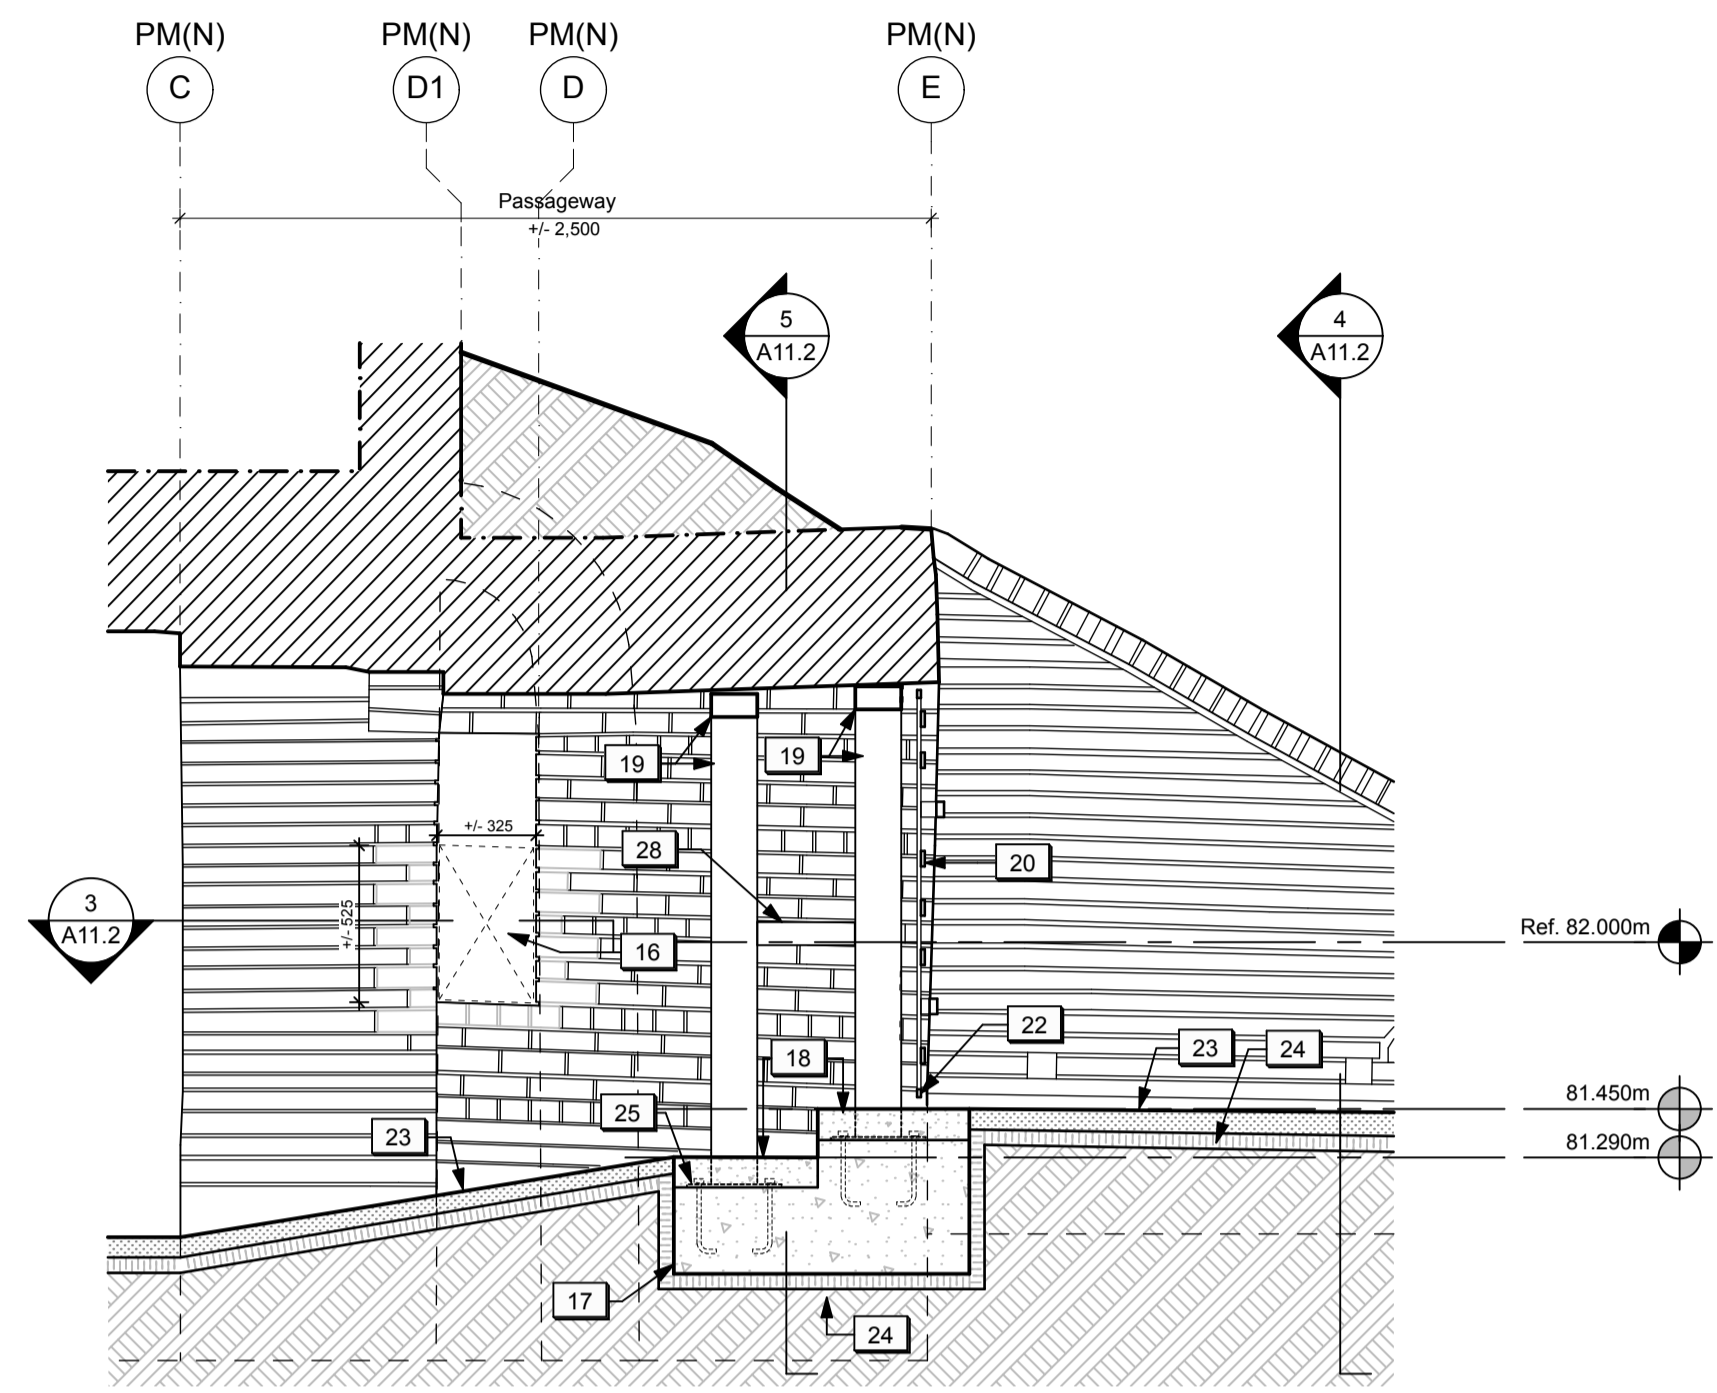 PM(N) PM(N) PM(N) PM(N)
C D1 D E
Passageway
+/- 2,500
5
A11.2
4
A11.2
19 19
+/- 325
28
20
3
A11.2
+/- 525
16
Ref. 82.000m
22
18
23 24
81.450m
25
23
81.290m
17
24